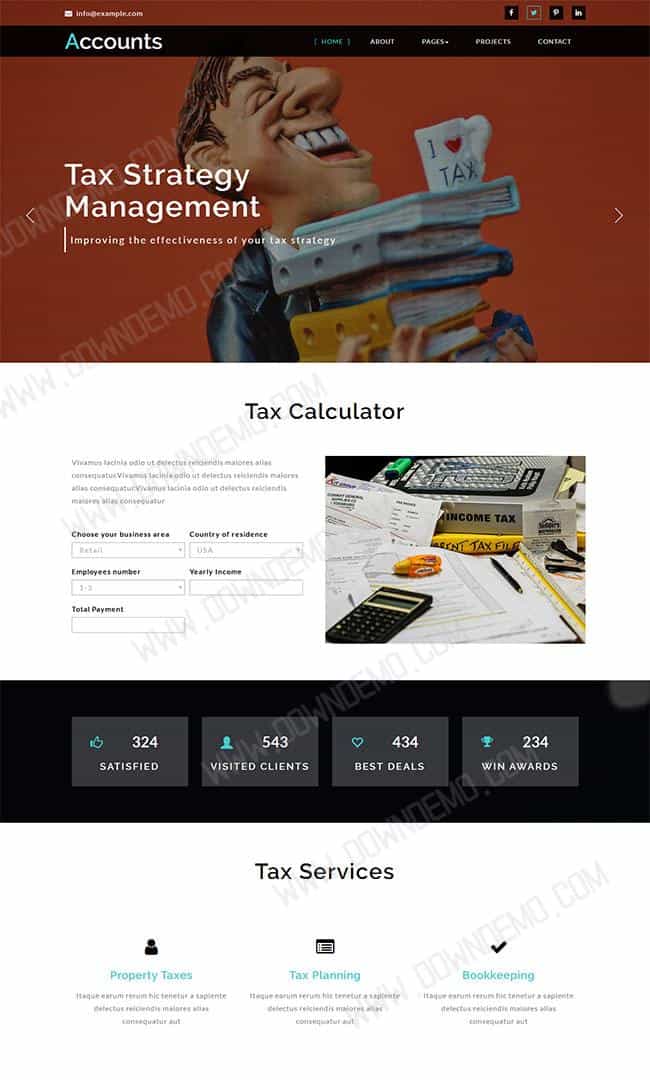 info@example.com
Accounts
[ HOME ] ABOUT PAGES PROJECTS CONTACT
I ❤ TAX
Tax Strategy
Management
Improving the effectiveness of your tax strategy
Tax Calculator
Vivamus lacinia odio ut delectus reiciendis maiores alias
consequatur.Vivamus lacinia odio ut delectus reiciendis maiores
alias consequatur.Vivamus lacinia odio ut delectus reiciendis
maiores alias consequatur
Choose your business area Country of residence
Retail USA
Employees number Yearly Income
1-3
Total Payment
INCOME TAX
TAX FILE
324 543 434 234
SATISFIED VISITED CLIENTS BEST DEALS WIN AWARDS
Tax Services
Property Taxes Tax Planning Bookkeeping
Itaque earum rerum hic tenetur a sapiente Itaque earum rerum hic tenetur a sapiente Itaque earum rerum hic tenetur a sapiente
delectus reiciendis maiores alias delectus reiciendis maiores alias delectus reiciendis maiores alias
consequatur aut consequatur aut consequatur aut
WWW.DOWNDEMO.COM